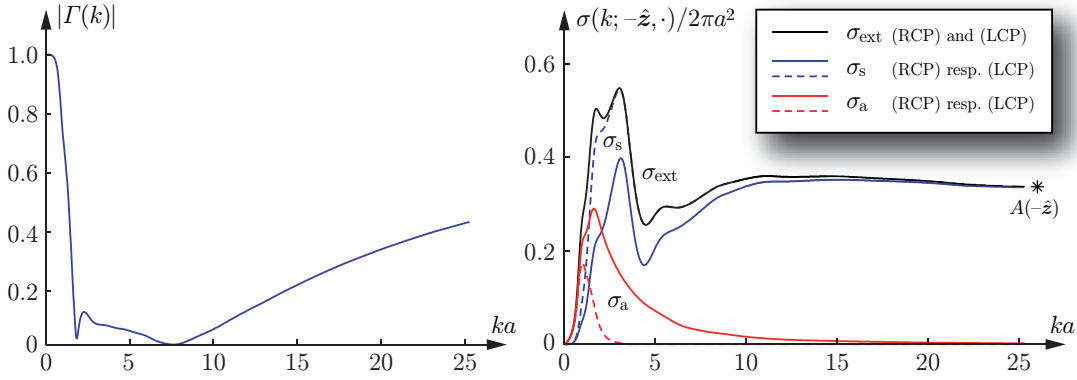 |Γ(k)|
1.0
0.8
0.6
0.4
0.2
0
0 5 10 15 20 25
ka
σ(k; −ẑ, ·)/2πa²
0.6
0.4
0.2
0
0 5 10 15 20 25
ka
σext (RCP) and (LCP)
σs (RCP) resp. (LCP)
σa (RCP) resp. (LCP)
σs
σext
σa
A(−ẑ)